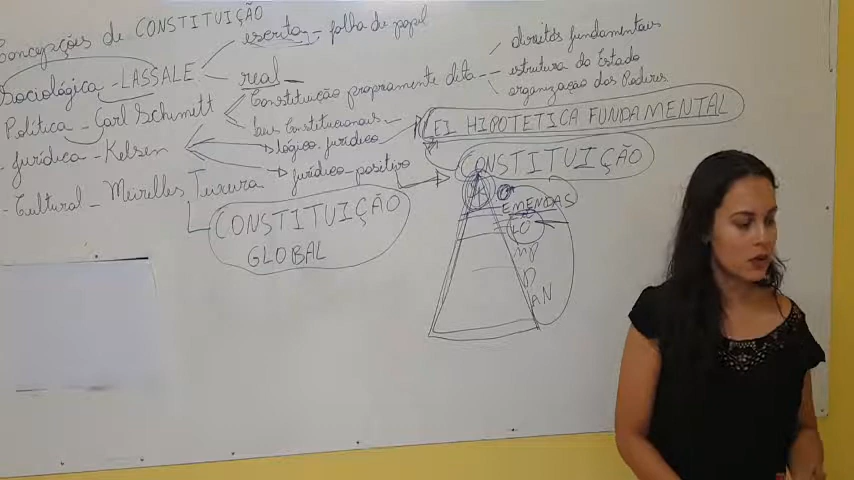 Concepções de CONSTITUIÇÃO
escrita - folha de papel
Sociológica - LASSALE
real
Política - Carl Schimett
Constituição propriamente dita
direitos fundamentais
estrutura do Estado
organização dos Poderes
leis Constitucionais
- Jurídica - Kelsen
lógico-jurídico
LEI HIPOTETICA FUNDAMENTAL
jurídico-positivo
CONSTITUIÇÃO
- Cultural - Meirelles Teixeira
CONSTITUIÇÃO
GLOBAL
EMENDAS
LO
MP
D
AN